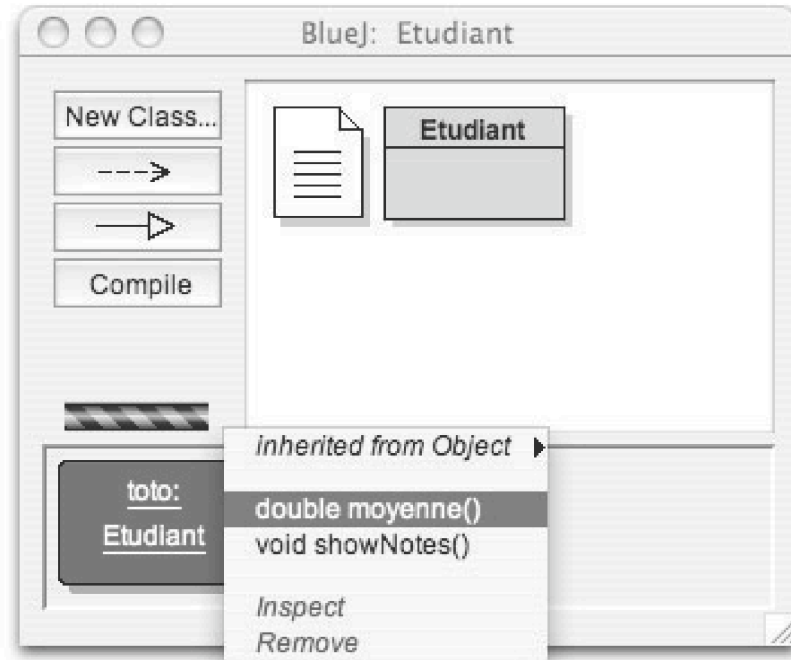 BlueJ: Etudiant
New Class...
Compile
Etudiant
toto:
Etudiant
inherited from Object
double moyenne()
void showNotes()
Inspect
Remove